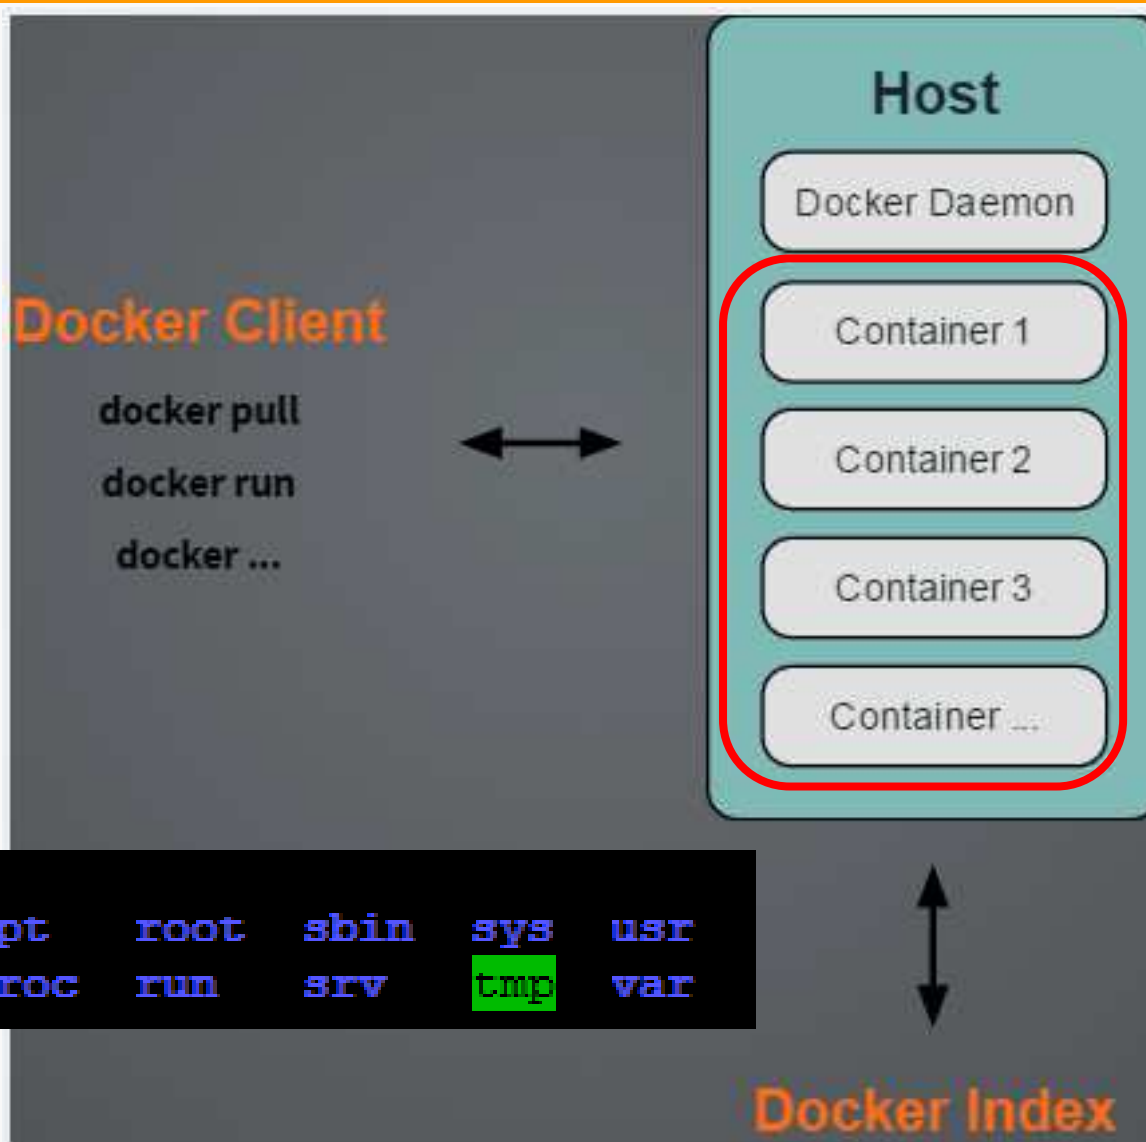 Host
Docker Daemon
Container 1
Container 2
Container 3
Container ...
Docker Client
docker pull
docker run
docker ...
pt root sbin sys usr
roc run srv tmp var
Docker Index